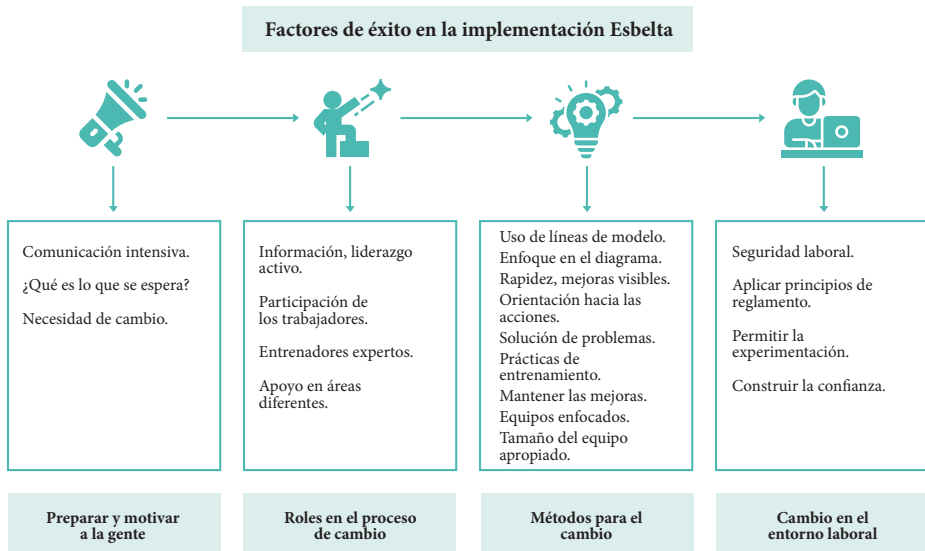 Factores de éxito en la implementación Esbelta
Comunicación intensiva.
¿Qué es lo que se espera?
Necesidad de cambio.
Información, liderazgo
activo.
Participación de
los trabajadores.
Entrenadores expertos.
Apoyo en áreas
diferentes.
Uso de líneas de modelo.
Enfoque en el diagrama.
Rapidez, mejoras visibles.
Orientación hacia las
acciones.
Solución de problemas.
Prácticas de
entrenamiento.
Mantener las mejoras.
Equipos enfocados.
Tamaño del equipo
apropiado.
Seguridad laboral.
Aplicar principios de
reglamento.
Permitir la
experimentación.
Construir la confianza.
Preparar y motivar
a la gente
Roles en el proceso
de cambio
Métodos para el
cambio
Cambio en el
entorno laboral